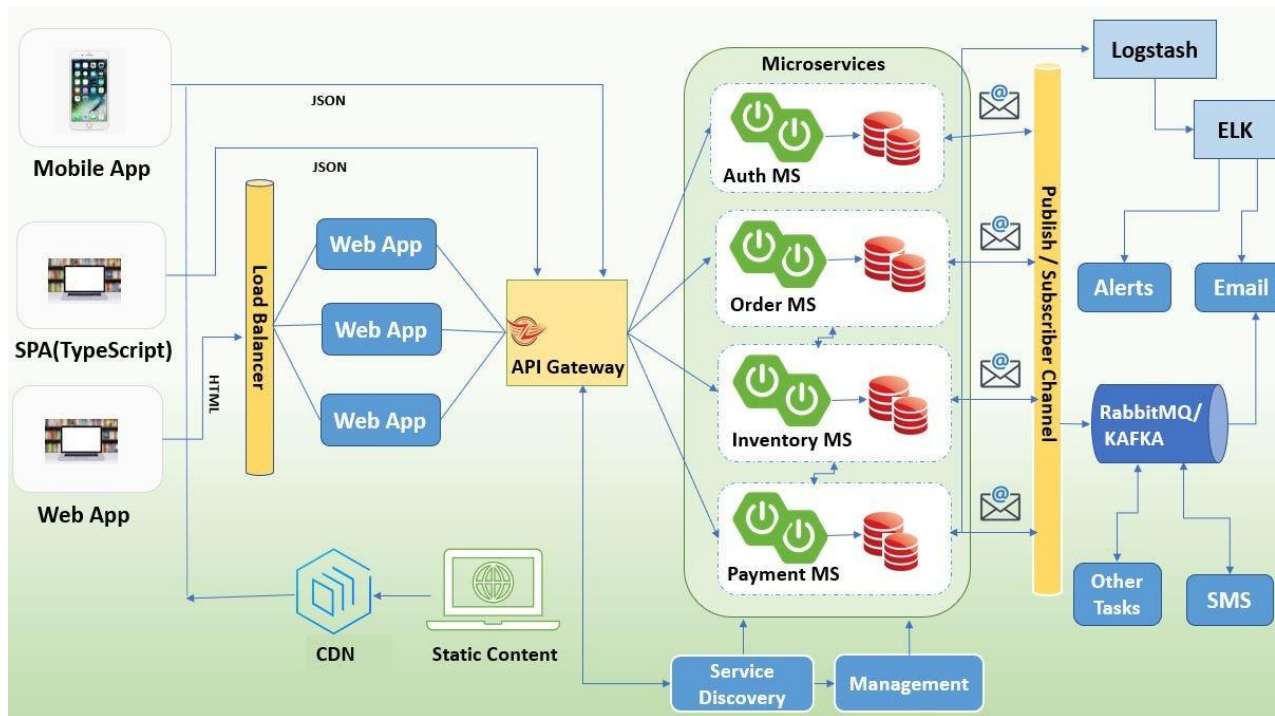 Mobile App
SPA(TypeScript)
Web App
JSON
JSON
HTML
Load Balancer
Web App
Web App
Web App
API Gateway
CDN
Static Content
Microservices
Auth MS
Order MS
Inventory MS
Payment MS
Service
Discovery
Management
@
@
@
@
Publish / Subscriber Channel
Logstash
ELK
Alerts
Email
RabbitMQ/
KAFKA
Other
Tasks
SMS